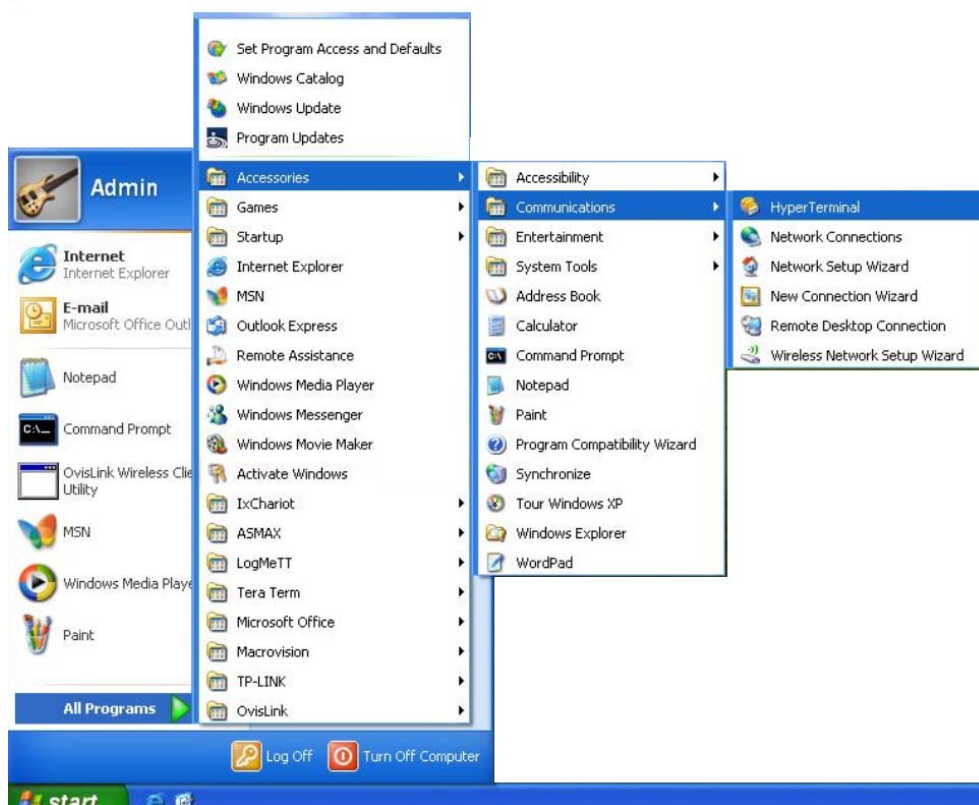 Set Program Access and Defaults
Windows Catalog
Windows Update
Program Updates
Admin
Internet
Internet Explorer
E-mail
Microsoft Office Outl
Notepad
C:\_
Command Prompt
OvisLink Wireless Clie
Utility
MSN
Windows Media Playe
Paint
All Programs
Accessories
Games
Startup
Internet Explorer
MSN
Outlook Express
Remote Assistance
Windows Media Player
Windows Messenger
Windows Movie Maker
Activate Windows
IxChariot
ASMAX
LogMeTT
Tera Term
Microsoft Office
Macrovision
TP-LINK
OvisLink
Accessibility
Communications
Entertainment
System Tools
Address Book
Calculator
Command Prompt
Notepad
Paint
Program Compatibility Wizard
Synchronize
Tour Windows XP
Windows Explorer
WordPad
HyperTerminal
Network Connections
Network Setup Wizard
New Connection Wizard
Remote Desktop Connection
Wireless Network Setup Wizard
Log Off
Turn Off Computer
start